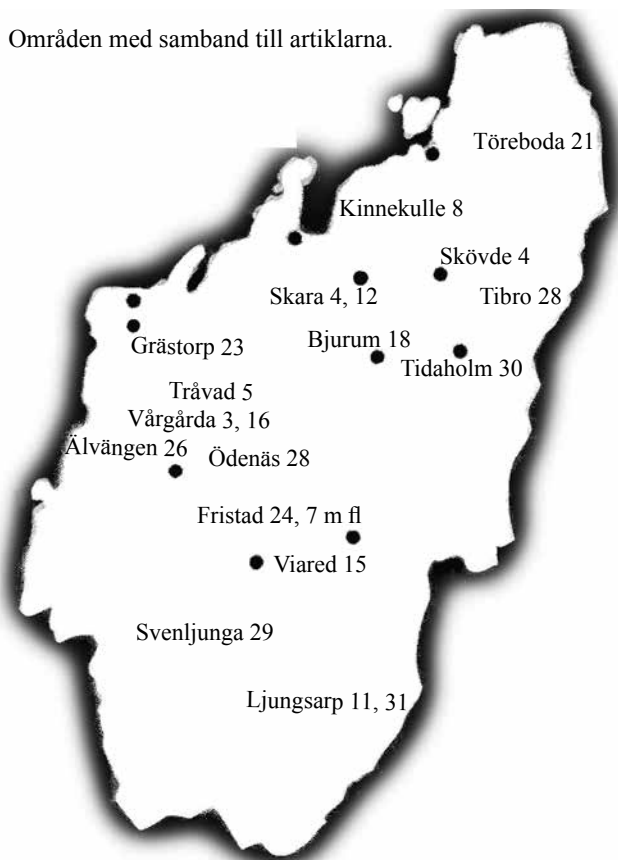 Områden med samband till artiklarna.
Töreboda 21
Kinnekulle 8
Skövde 4
Skara 4, 12
Tibro 28
Bjurum 18
Grästorp 23
Tidaholm 30
Tråvad 5
Vårgårda 3, 16
Älvängen 26
Ödenäs 28
Fristad 24, 7 m fl
Viared 15
Svenljunga 29
Ljungsarp 11, 31